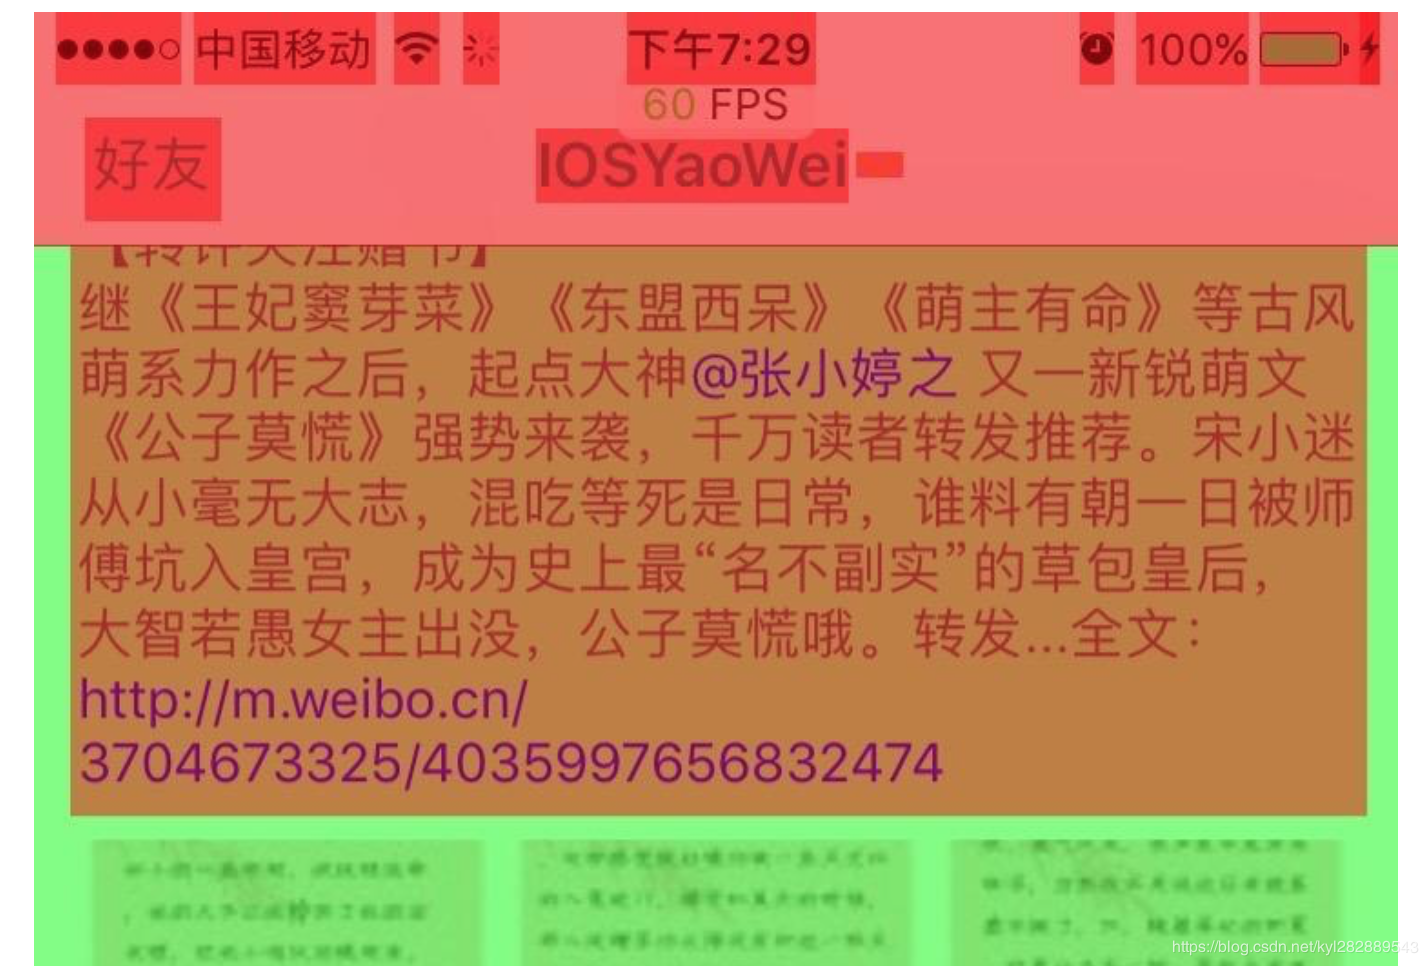 中国移动 下午7:29 100%
60 FPS
好友 IOSYaoWei
【转评关注赠书】
继《王妃窦芽菜》《东盟西呆》《萌主有命》等古风
萌系力作之后，起点大神@张小婷之 又一新锐萌文
《公子莫慌》强势来袭，千万读者转发推荐。宋小迷
从小毫无大志，混吃等死是日常，谁料有朝一日被师
傅坑入皇宫，成为史上最“名不副实”的草包皇后，
大智若愚女主出没，公子莫慌哦。转发...全文：
http://m.weibo.cn/
3704673325/4035997656832474
https://blog.csdn.net/kyl282889543